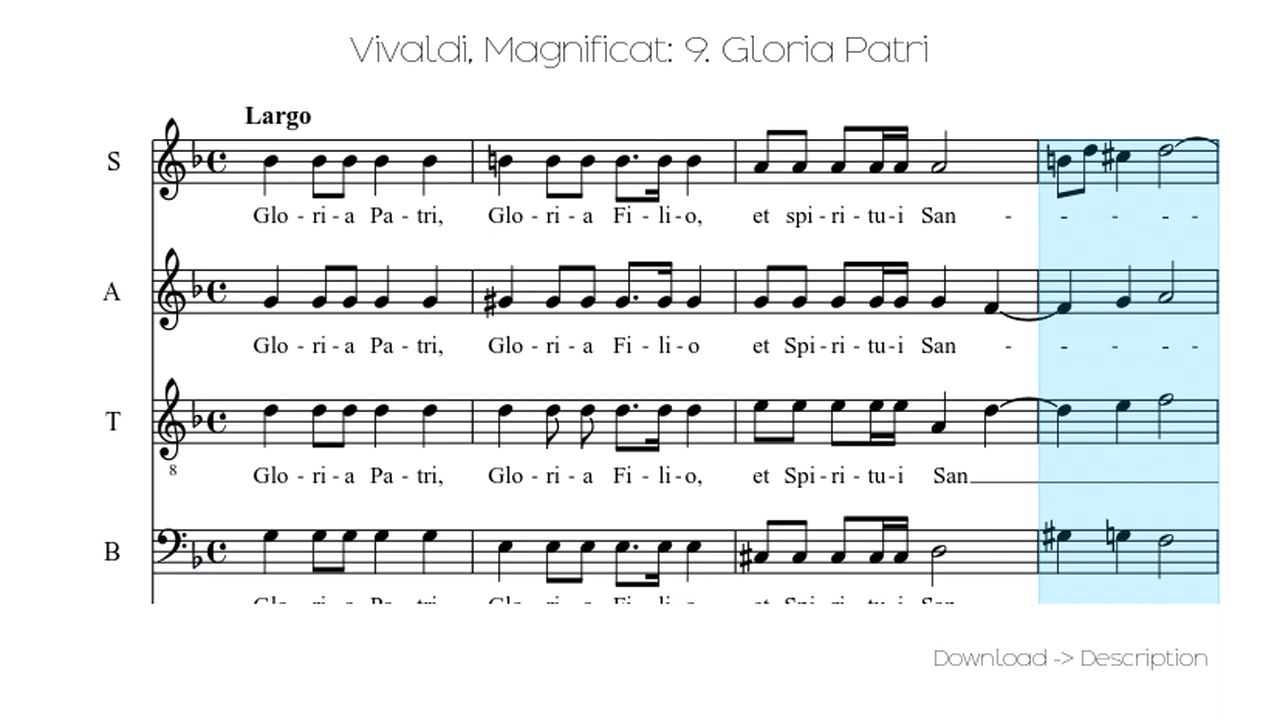 Vivaldi, Magnificat: 9. Gloria Patri
Largo
S
Glo - ri - a Pa - tri, Glo - ri - a Fi - li - o, et spi - ri - tu - i San - - - - -
A
Glo - ri - a Pa - tri, Glo - ri - a Fi - li - o et Spi - ri - tu - i San - - - - -
T
8
Glo - ri - a Pa - tri, Glo - ri - a Fi - li - o, et Spi - ri - tu - i San
B
Download -> Description